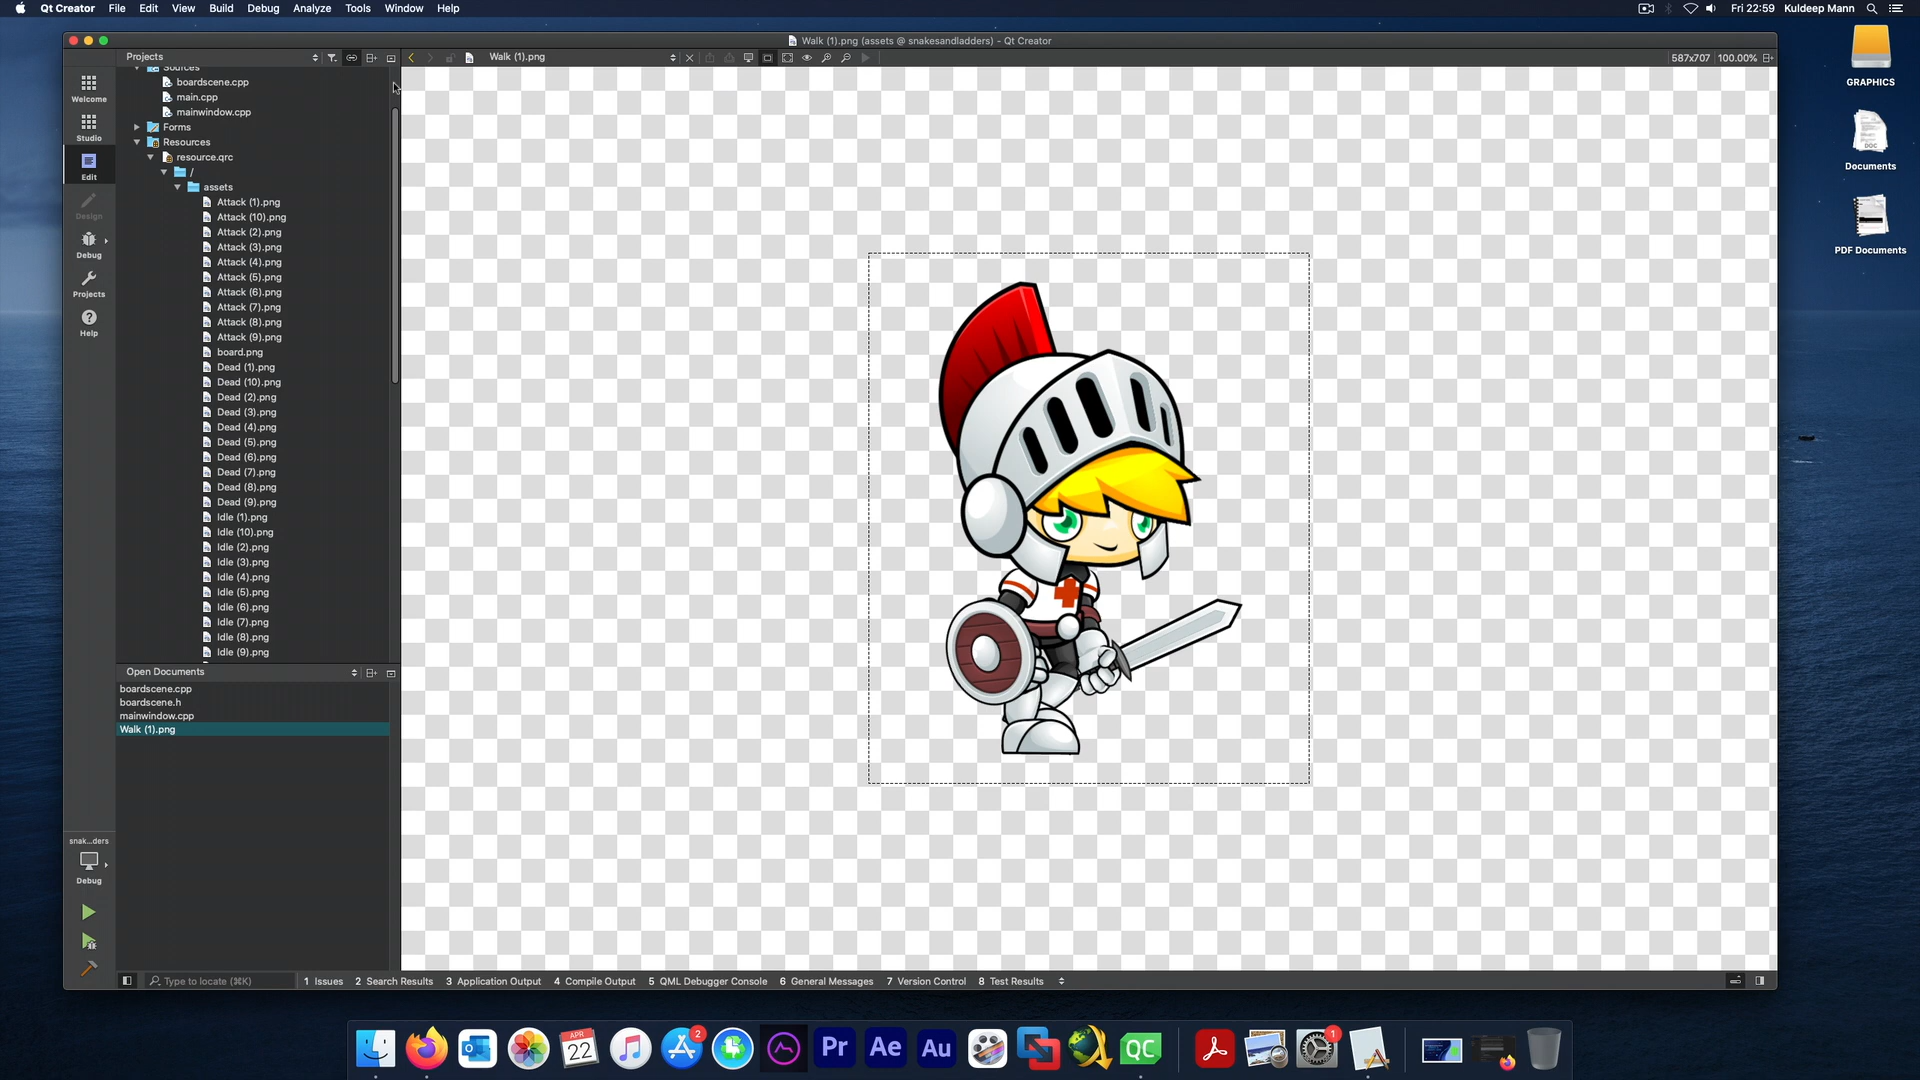 Qt Creator File Edit View Build Debug Analyze Tools Window Help Fri 22:59 Kuldeep Mann
Walk (1).png (assets @ snakesandladders) - Qt Creator
Projects Walk (1).png 587x707 100.00%
Sources
boardscene.cpp
main.cpp
mainwindow.cpp
Forms
Resources
resource.qrc
/
assets
Attack (1).png
Attack (10).png
Attack (2).png
Attack (3).png
Attack (4).png
Attack (5).png
Attack (6).png
Attack (7).png
Attack (8).png
Attack (9).png
board.png
Dead (1).png
Dead (10).png
Dead (2).png
Dead (3).png
Dead (4).png
Dead (5).png
Dead (6).png
Dead (7).png
Dead (8).png
Dead (9).png
Idle (1).png
Idle (10).png
Idle (2).png
Idle (3).png
Idle (4).png
Idle (5).png
Idle (6).png
Idle (7).png
Idle (8).png
Idle (9).png
Welcome
Studio
Edit
Design
Debug
Projects
Help
Open Documents
boardscene.cpp
boardscene.h
mainwindow.cpp
Walk (1).png
snak...ders
Debug
Type to locate (⌘K) 1 Issues 2 Search Results 3 Application Output 4 Compile Output 5 QML Debugger Console 6 General Messages 7 Version Control 8 Test Results
GRAPHICS
DOC
Documents
PDF Documents
APR
22
2
Pr
Ae
Au
QC
1